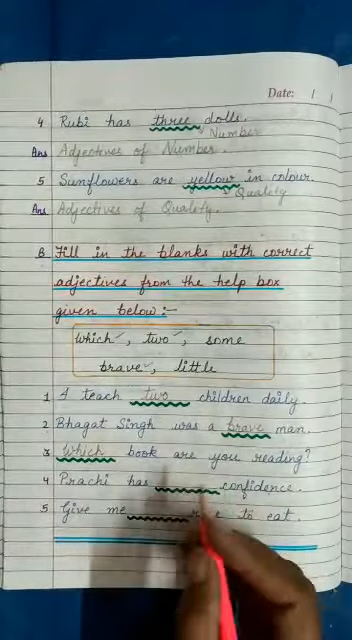 Date: / /
4 Rubi has three dolls.
Number
Ans Adjectives of Number.
5 Sunflowers are yellow in colour.
Quality
Ans Adjectives of Quality.
B Fill in the blanks with correct
adjectives from the help box
given below:-
which, two, some
brave, little
1 I teach two children daily.
2 Bhagat Singh was a brave man.
3 Which book are you reading?
4 Prachi has confidence.
5 Give me to eat.